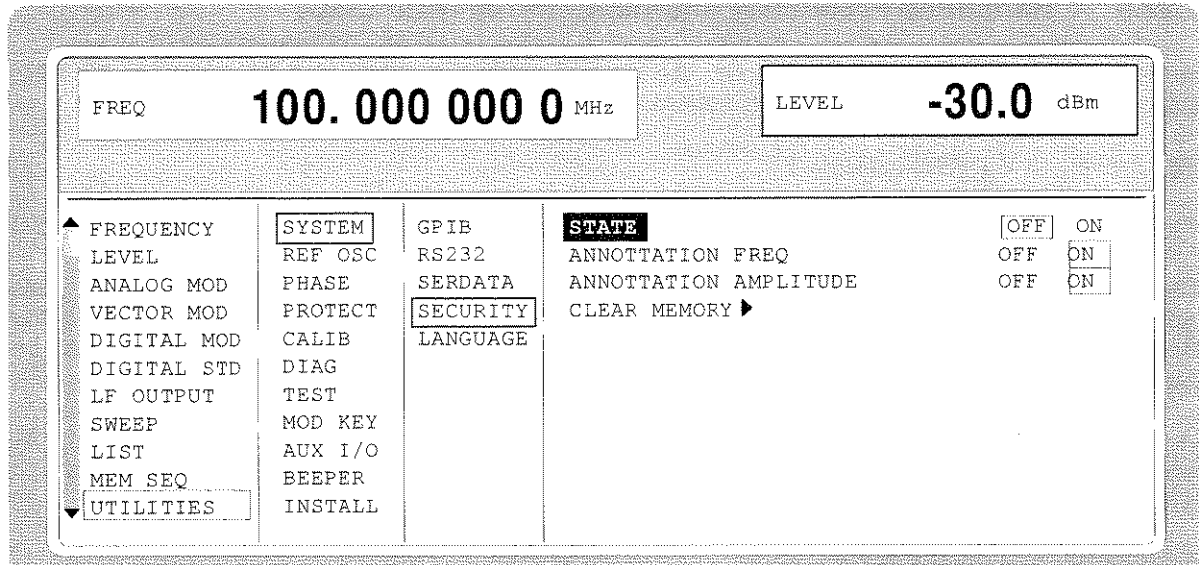 FREQ 100. 000 000 0 MHz LEVEL -30.0 dBm
FREQUENCY SYSTEM GPIB STATE OFF ON
LEVEL REF OSC RS232 ANNOTTATION FREQ OFF ON
ANALOG MOD PHASE SERDATA ANNOTTATION AMPLITUDE OFF ON
VECTOR MOD PROTECT SECURITY CLEAR MEMORY
DIGITAL MOD CALIB LANGUAGE
DIGITAL STD DIAG
LF OUTPUT TEST
SWEEP MOD KEY
LIST AUX I/O
MEM SEQ BEEPER
UTILITIES INSTALL